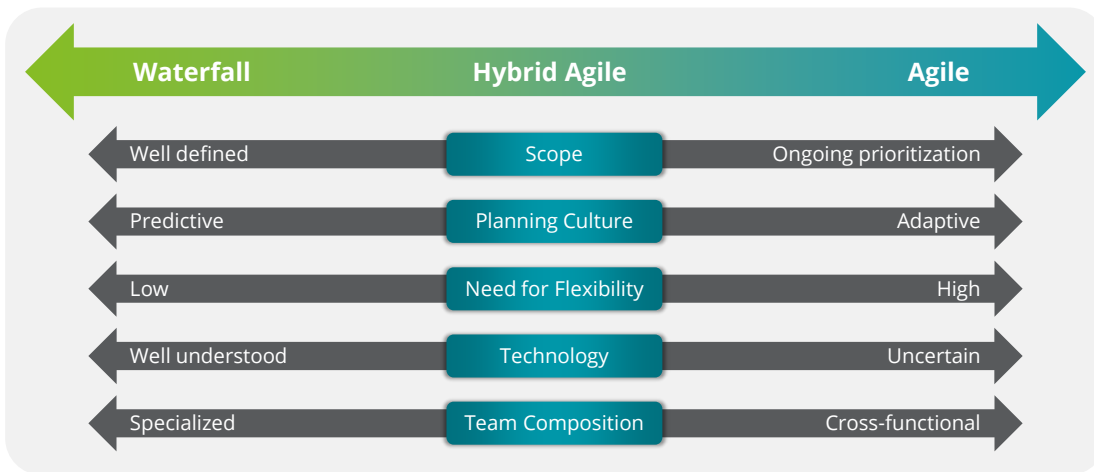 Waterfall Hybrid Agile Agile
Well defined Scope Ongoing prioritization
Predictive Planning Culture Adaptive
Low Need for Flexibility High
Well understood Technology Uncertain
Specialized Team Composition Cross-functional